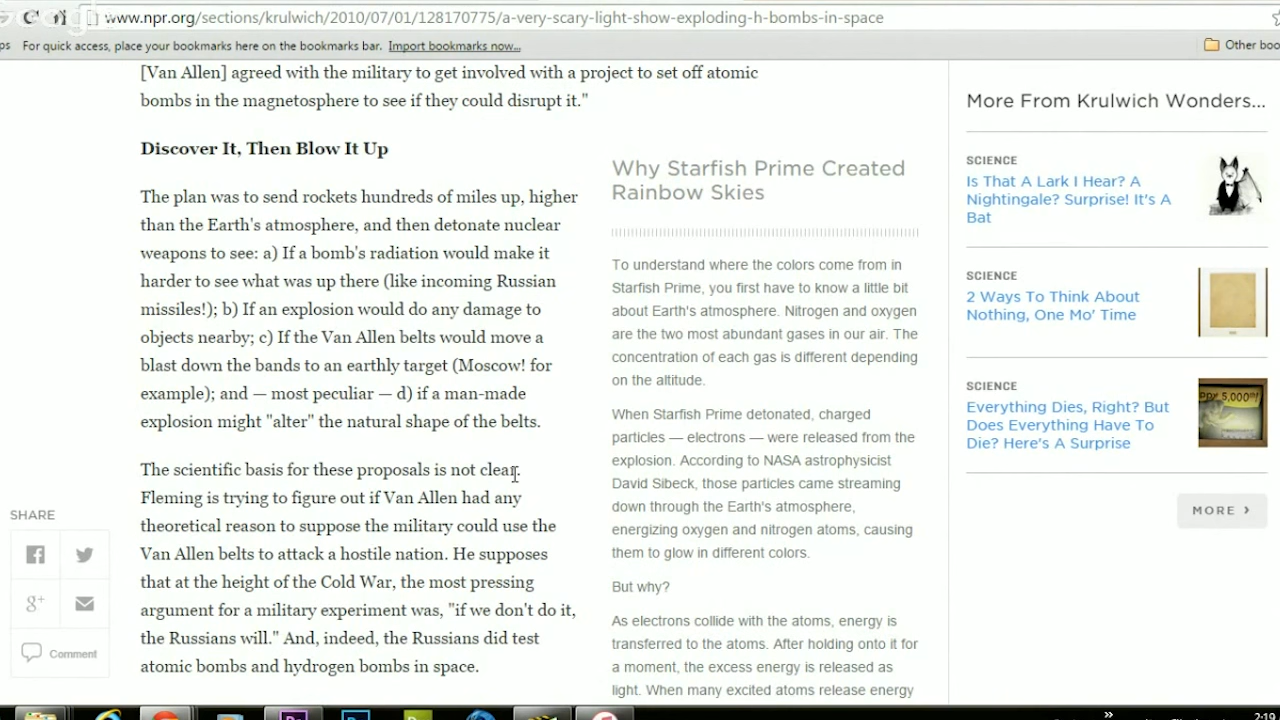 www.npr.org/sections/krulwich/2010/07/01/128170775/a-very-scary-light-show-exploding-h-bombs-in-space
For quick access, place your bookmarks here on the bookmarks bar. Import bookmarks now...
Other boo
[Van Allen] agreed with the military to get involved with a project to set off atomic
bombs in the magnetosphere to see if they could disrupt it."
Discover It, Then Blow It Up
The plan was to send rockets hundreds of miles up, higher
than the Earth's atmosphere, and then detonate nuclear
weapons to see: a) If a bomb's radiation would make it
harder to see what was up there (like incoming Russian
missiles!); b) If an explosion would do any damage to
objects nearby; c) If the Van Allen belts would move a
blast down the bands to an earthly target (Moscow! for
example); and — most peculiar — d) if a man-made
explosion might "alter" the natural shape of the belts.
The scientific basis for these proposals is not clear.
Fleming is trying to figure out if Van Allen had any
theoretical reason to suppose the military could use the
Van Allen belts to attack a hostile nation. He supposes
that at the height of the Cold War, the most pressing
argument for a military experiment was, "if we don't do it,
the Russians will." And, indeed, the Russians did test
atomic bombs and hydrogen bombs in space.
SHARE
Comment
Why Starfish Prime Created
Rainbow Skies
To understand where the colors come from in
Starfish Prime, you first have to know a little bit
about Earth's atmosphere. Nitrogen and oxygen
are the two most abundant gases in our air. The
concentration of each gas is different depending
on the altitude.
When Starfish Prime detonated, charged
particles — electrons — were released from the
explosion. According to NASA astrophysicist
David Sibeck, those particles came streaming
down through the Earth's atmosphere,
energizing oxygen and nitrogen atoms, causing
them to glow in different colors.
But why?
As electrons collide with the atoms, energy is
transferred to the atoms. After holding onto it for
a moment, the excess energy is released as
light. When many excited atoms release energy
More From Krulwich Wonders...
SCIENCE
Is That A Lark I Hear? A
Nightingale? Surprise! It's A
Bat
SCIENCE
2 Ways To Think About
Nothing, One Mo' Time
SCIENCE
Everything Dies, Right? But
Does Everything Have To
Die? Here's A Surprise
MORE
2:10